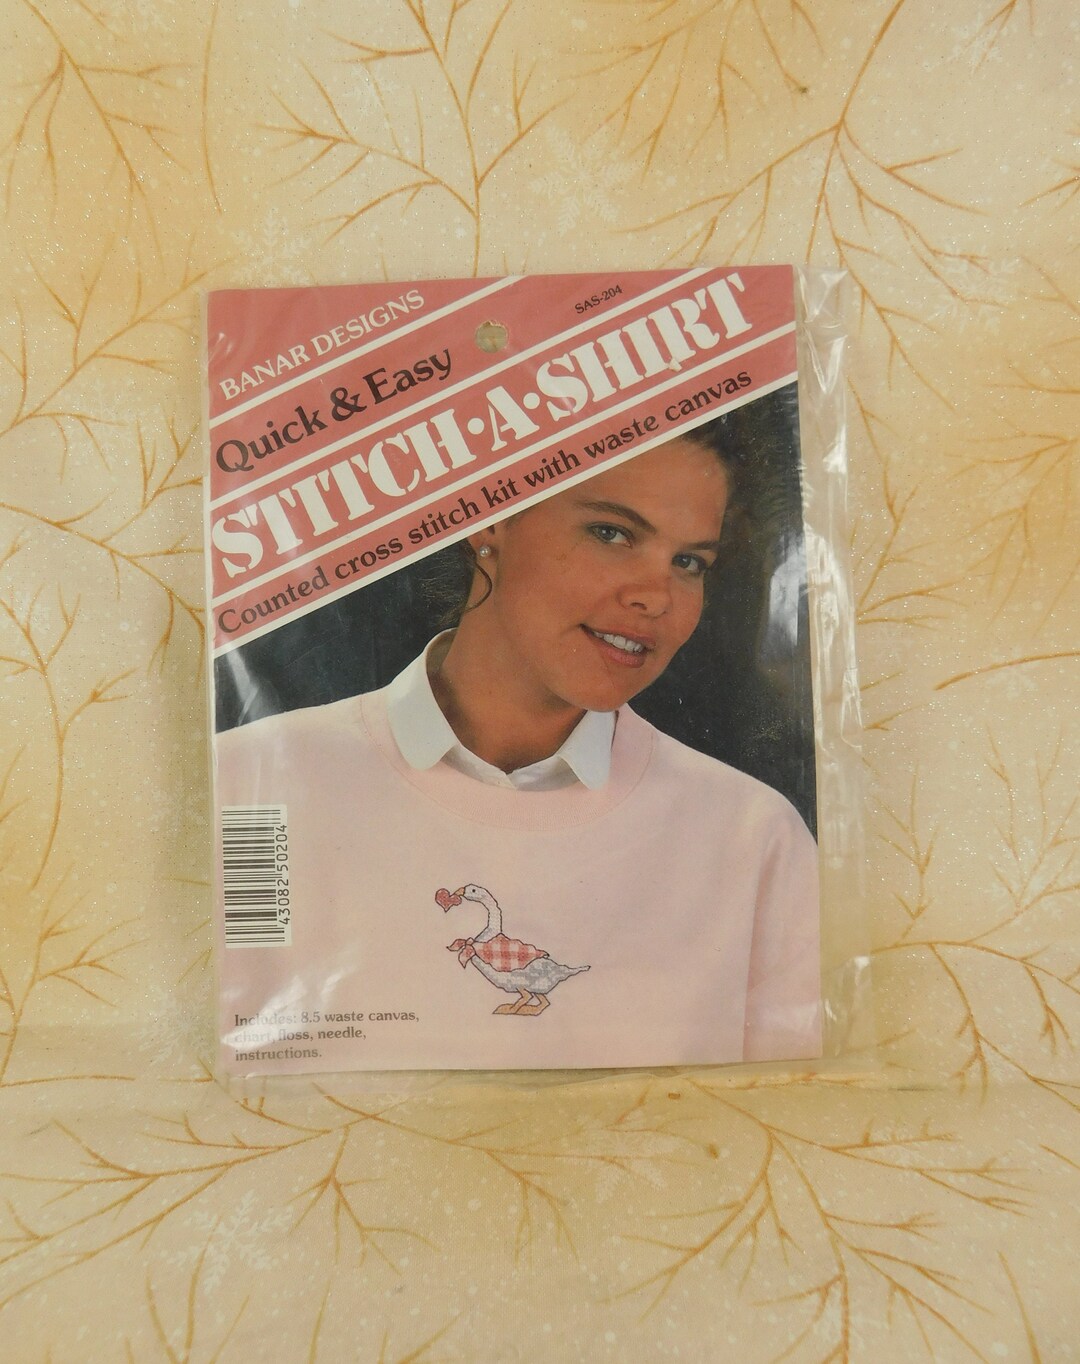 BANAR DESIGNS
SAS-204
Quick & Easy
STITCH·A·SHIRT
Counted cross stitch kit with waste canvas
43082 50204
Includes: 8.5 waste canvas,
chart, floss, needle,
instructions.